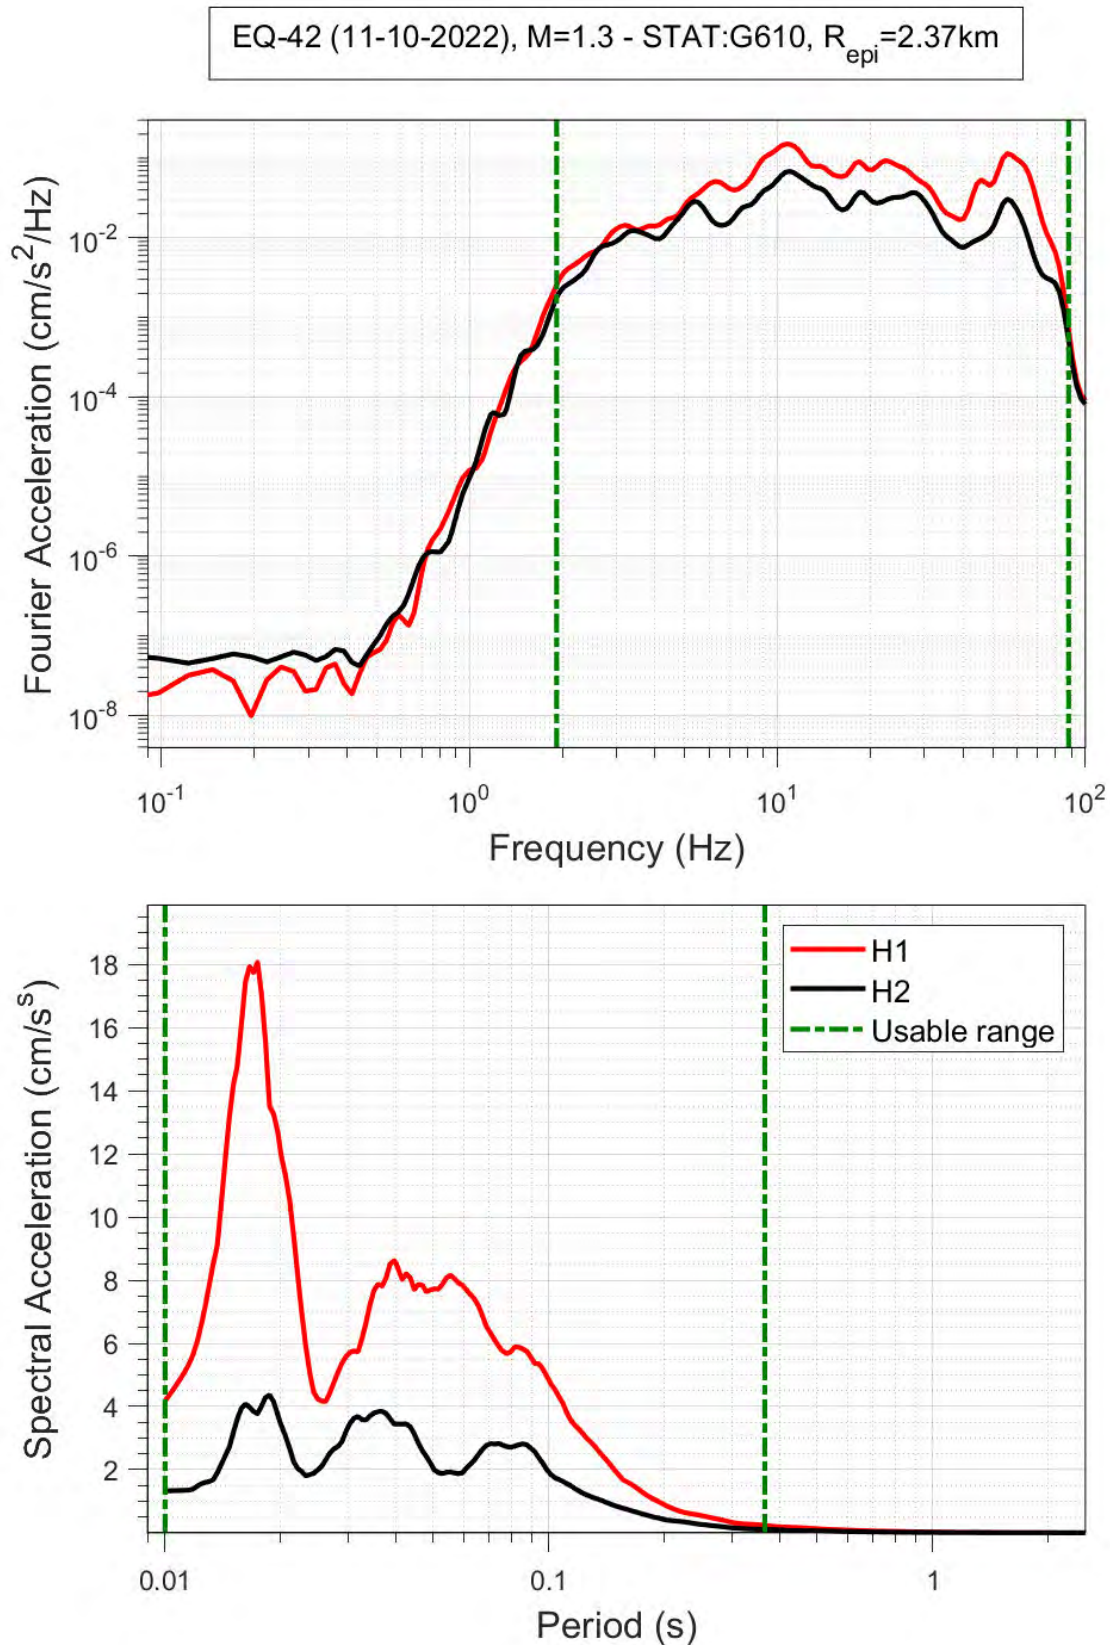 EQ-42 (11-10-2022), M=1.3 - STAT:G610, R_epi=2.37km
Fourier Acceleration (cm/s^2/Hz)
10^-2
10^-4
10^-6
10^-8
10^-1
10^0
10^1
10^2
Frequency (Hz)
Spectral Acceleration (cm/s^s)
18
16
14
12
10
8
6
4
2
H1
H2
Usable range
0.01
0.1
1
Period (s)